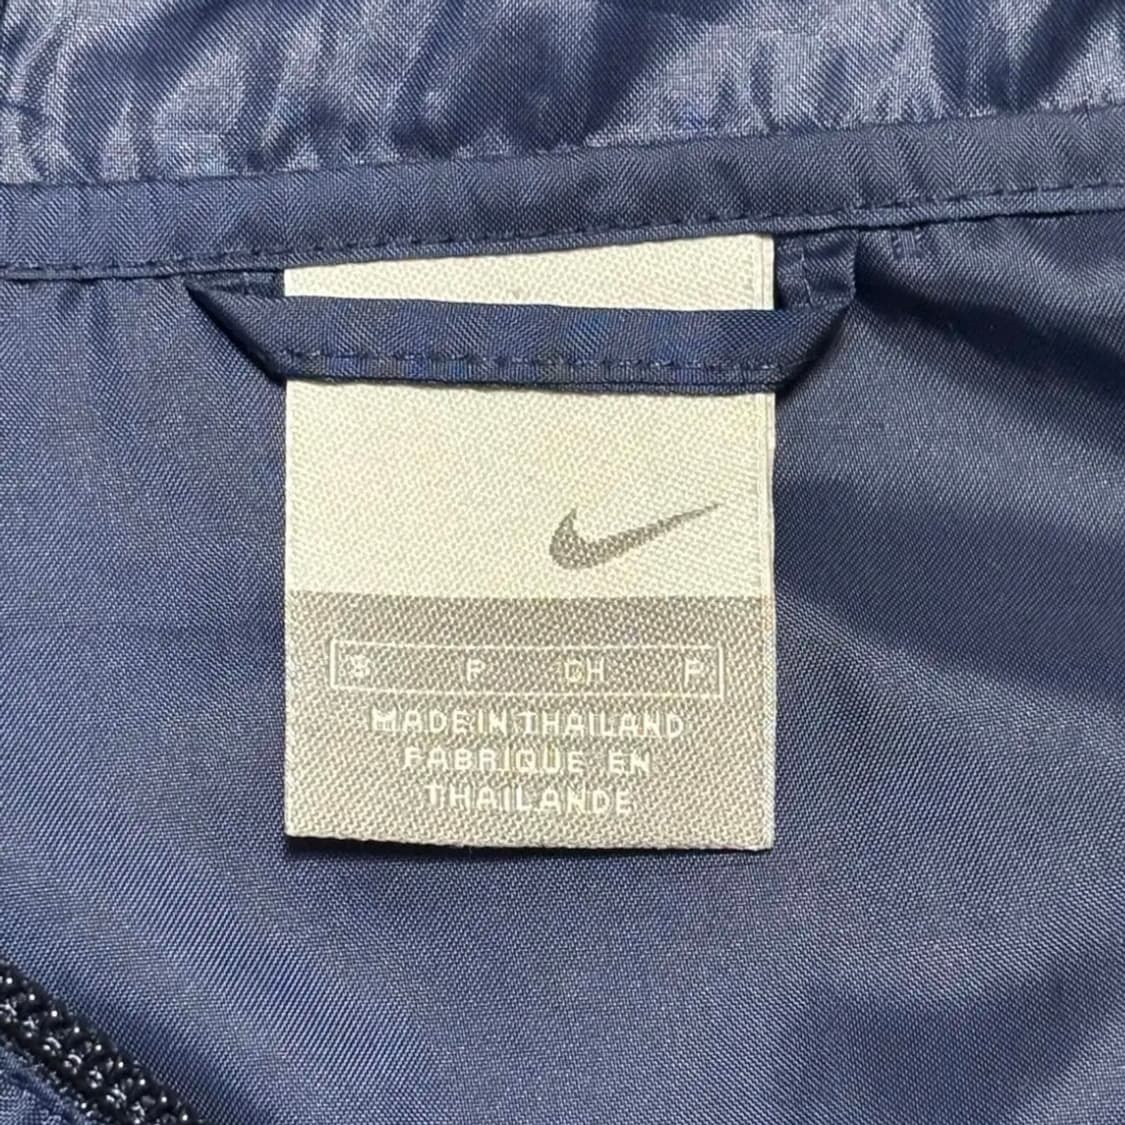 S P CH P
MADE IN THAILAND
FABRIQUE EN
THAILANDE